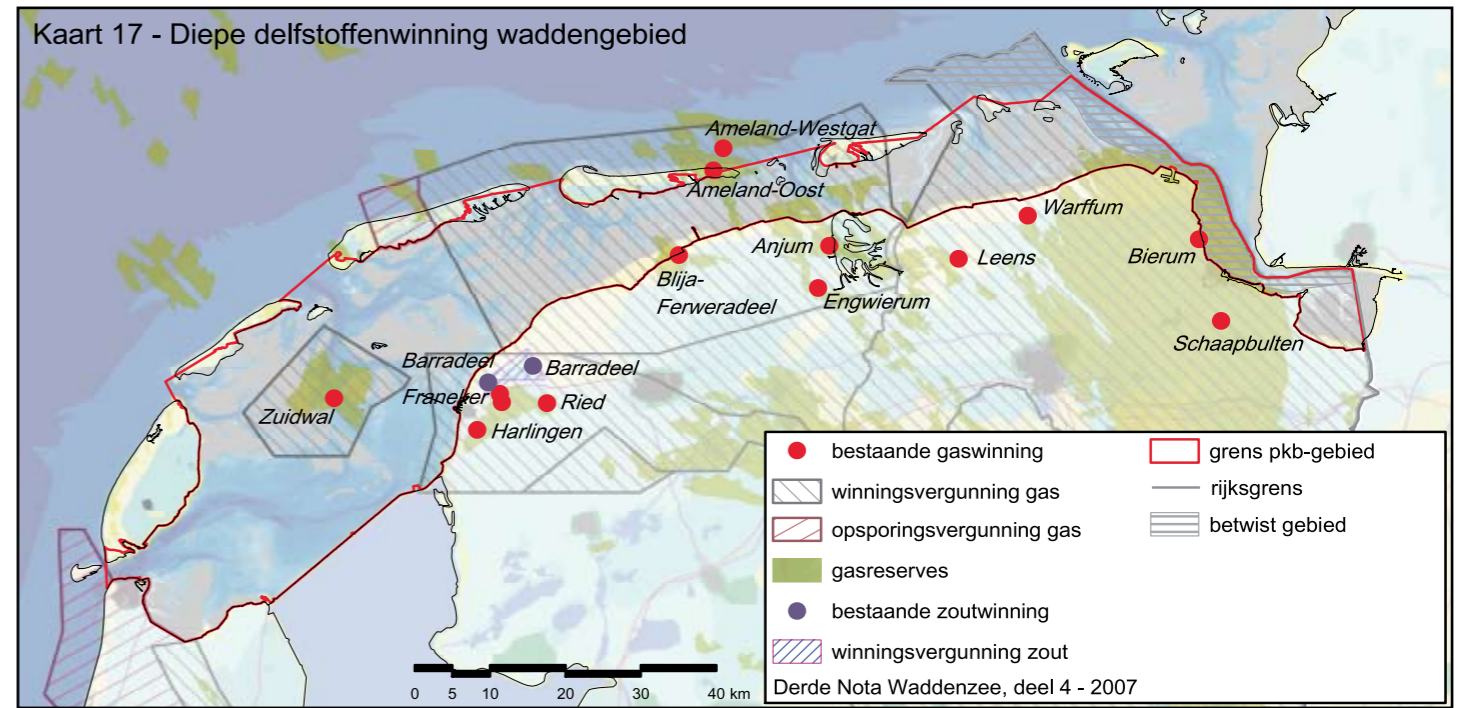 Kaart 17 - Diepe delfstoffenwinning waddengebied
Ameland-Westgat
Ameland-Oost
Warffum
Anjum
Leens
Bierum
Blija-
Ferweradeel
Engwierum
Schaapbulten
Barradeel
Barradeel
Franeker
Ried
Zuidwal
Harlingen
bestaande gaswinning
winningsvergunning gas
opsporingsvergunning gas
gasreserves
bestaande zoutwinning
winningsvergunning zout
grens pkb-gebied
rijksgrens
betwist gebied
0 5 10 20 30 40 km
Derde Nota Waddenzee, deel 4 - 2007